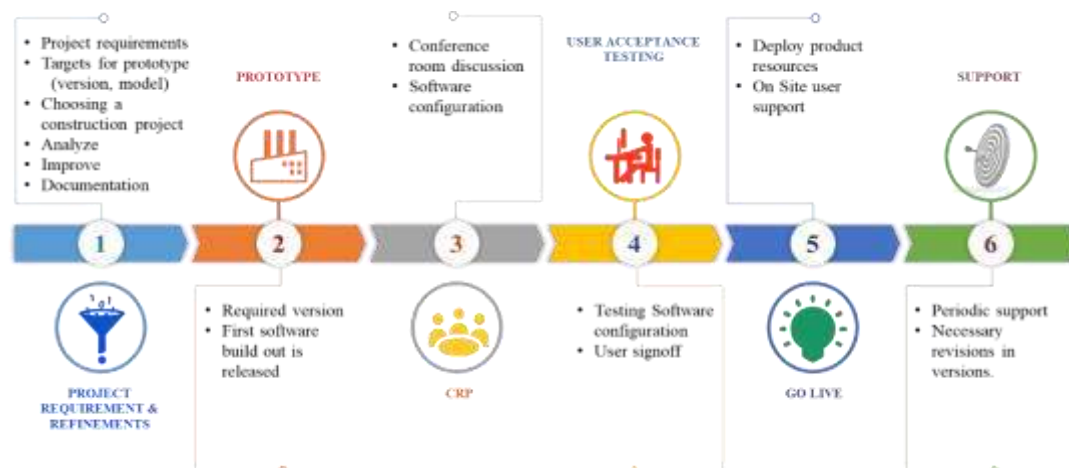 • Project requirements
• Targets for prototype
(version, model)
• Choosing a
construction project
• Analyze
• Improve
• Documentation
1
PROJECT
REQUIREMENT &
REFINEMENTS
PROTOTYPE
2
• Required version
• First software
build out is
released
• Conference
room discussion
• Software
configuration
3
CRP
USER ACCEPTANCE
TESTING
4
• Testing Software
configuration
• User signoff
• Deploy product
resources
• On Site user
support
5
GO LIVE
SUPPORT
6
• Periodic support
• Necessary
revisions in
versions.